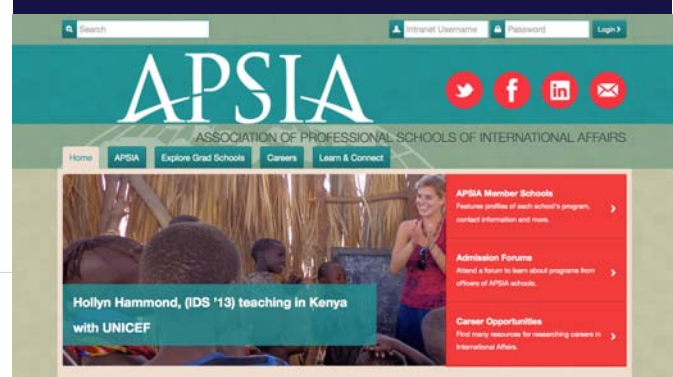 Search
Intranet Username
Password
Login >
APSIA
ASSOCIATION OF PROFESSIONAL SCHOOLS OF INTERNATIONAL AFFAIRS
Home
APSIA
Explore Grad Schools
Careers
Learn & Connect
Hollyn Hammond, (IDS '13) teaching in Kenya
with UNICEF
APSIA Member Schools
Features profiles of each school's program,
contact information and more.
Admission Forums
Attend a forum to learn about programs from
officers of APSIA schools.
Career Opportunities
Find many resources for researching careers in
International Affairs.